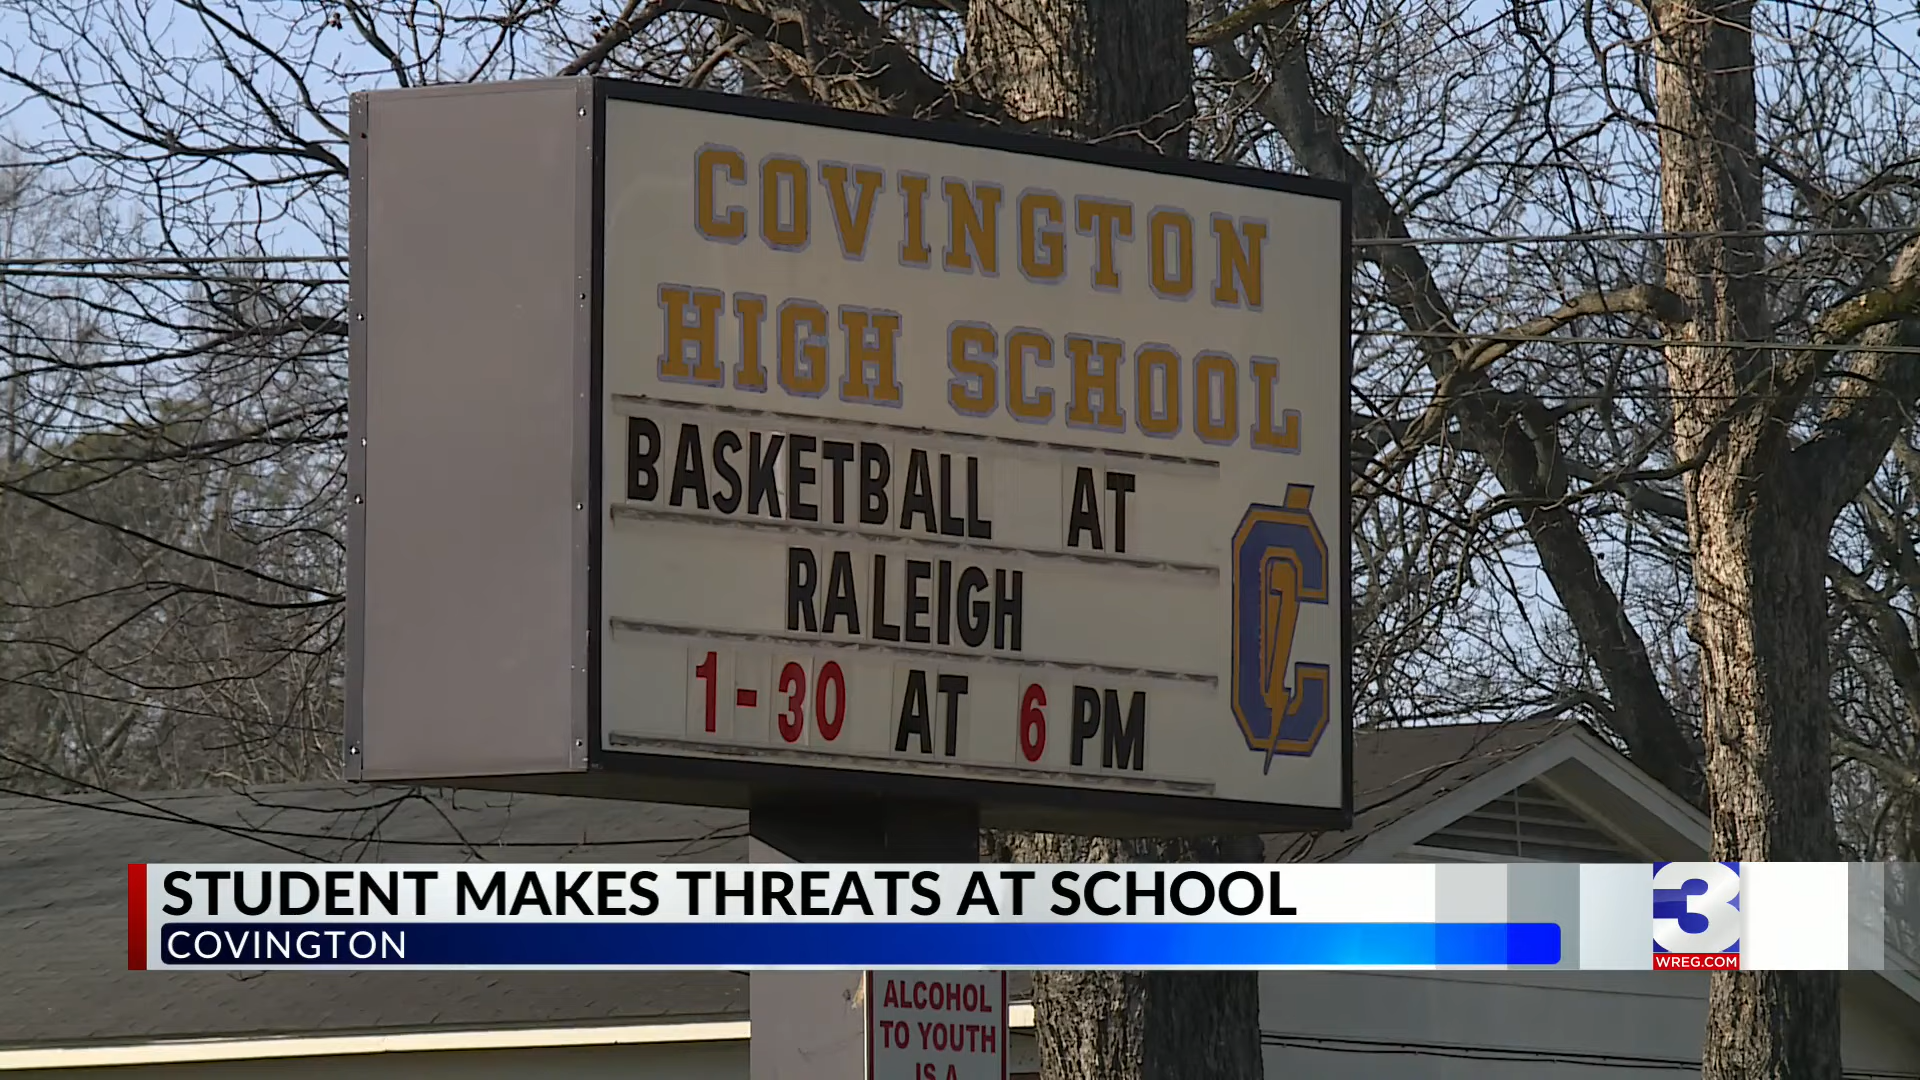 COVINGTON
HIGH SCHOOL
BASKETBALL AT
RALEIGH
1-30 AT 6 PM
C
STUDENT MAKES THREATS AT SCHOOL
COVINGTON
3
WREG.COM
ALCOHOL
TO YOUTH
IS A